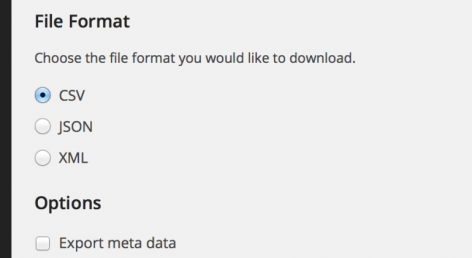 File Format
Choose the file format you would like to download.
CSV
JSON
XML
Options
Export meta data